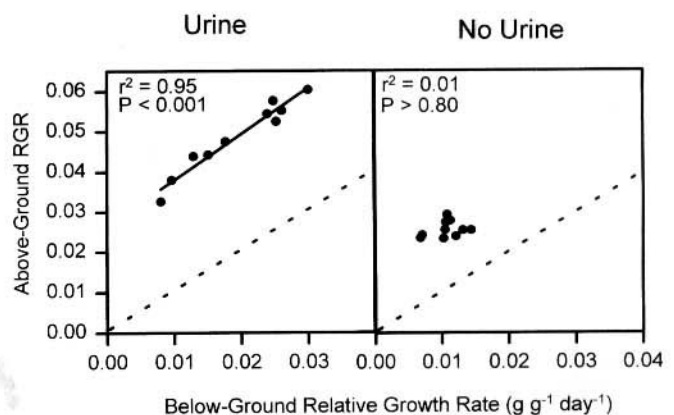 Urine
No Urine
r² = 0.95
P < 0.001
r² = 0.01
P > 0.80
Above-Ground RGR
0.06
0.05
0.04
0.03
0.02
0.01
0.00
0.00 0.01 0.02 0.03 0.00 0.01 0.02 0.03 0.04
Below-Ground Relative Growth Rate (g g⁻¹ day⁻¹)